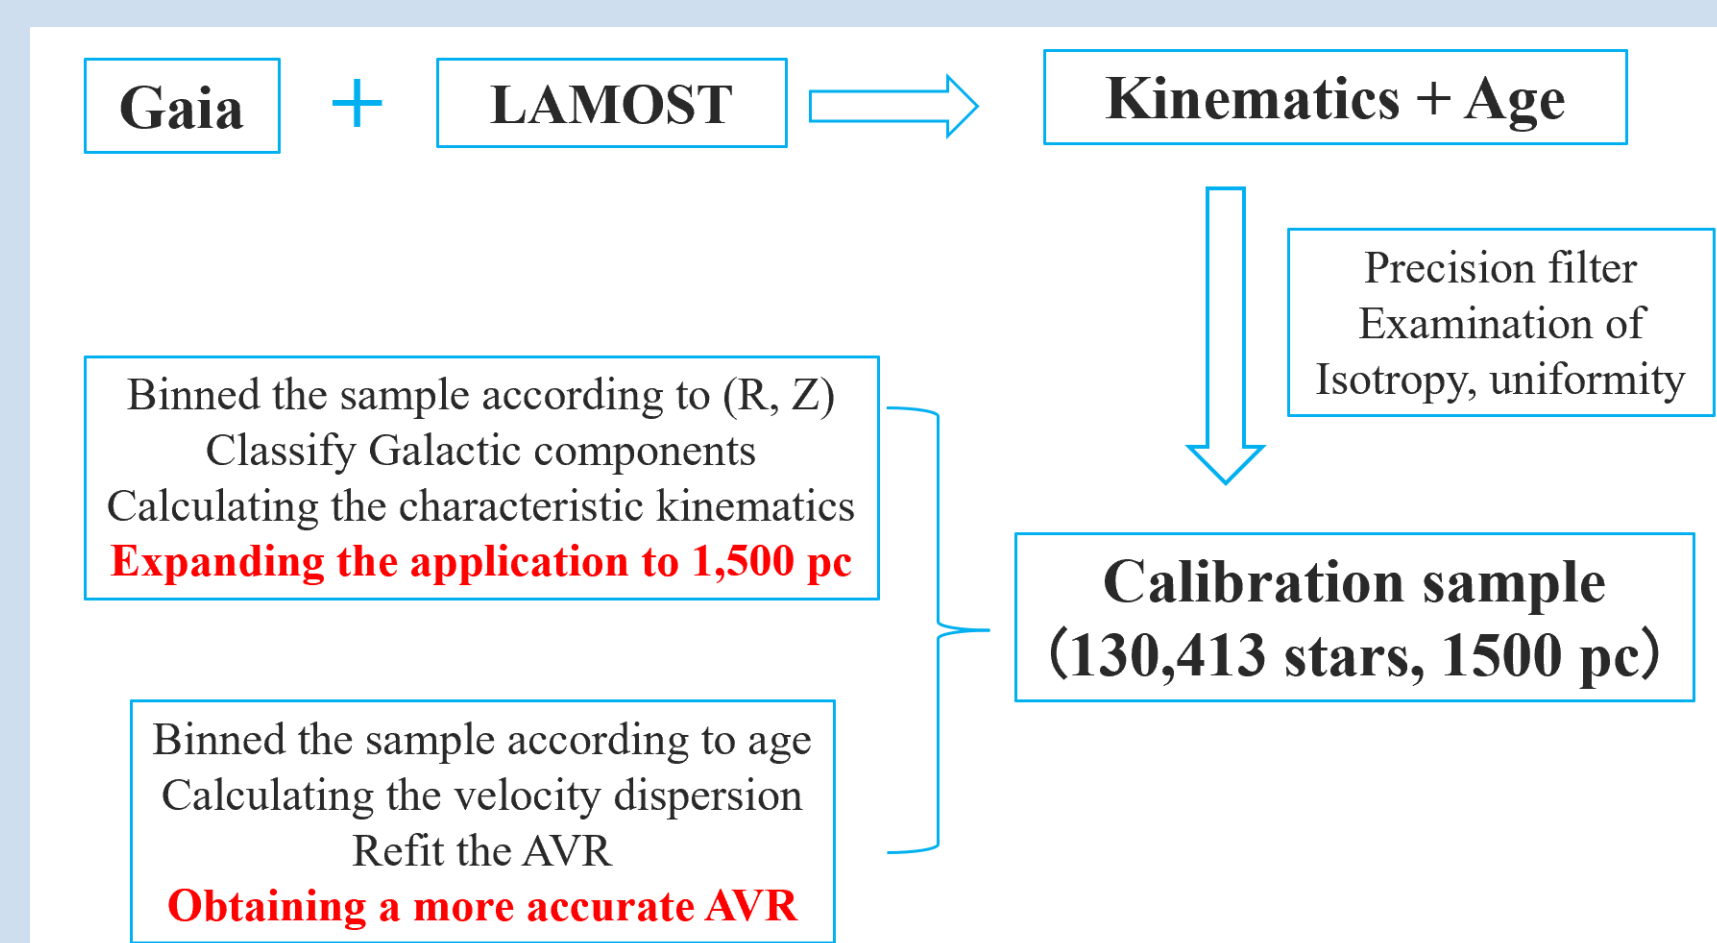 Gaia + LAMOST
Kinematics + Age
Precision filter
Examination of
Isotropy, uniformity
Calibration sample
(130,413 stars, 1500 pc)
Binned the sample according to (R, Z)
Classify Galactic components
Calculating the characteristic kinematics
Expanding the application to 1,500 pc
Binned the sample according to age
Calculating the velocity dispersion
Refit the AVR
Obtaining a more accurate AVR